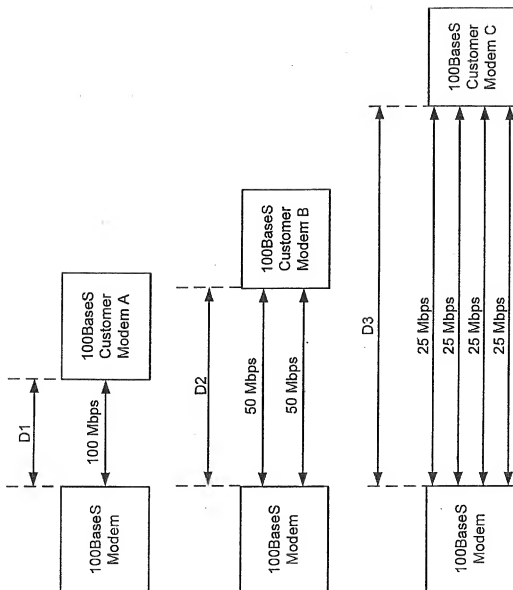 100BaseS
Modem
D1
100 Mbps
100BaseS
Customer
Modem A
100BaseS
Modem
D2
50 Mbps
50 Mbps
100BaseS
Customer
Modem B
100BaseS
Modem
D3
25 Mbps
25 Mbps
25 Mbps
25 Mbps
100BaseS
Customer
Modem C